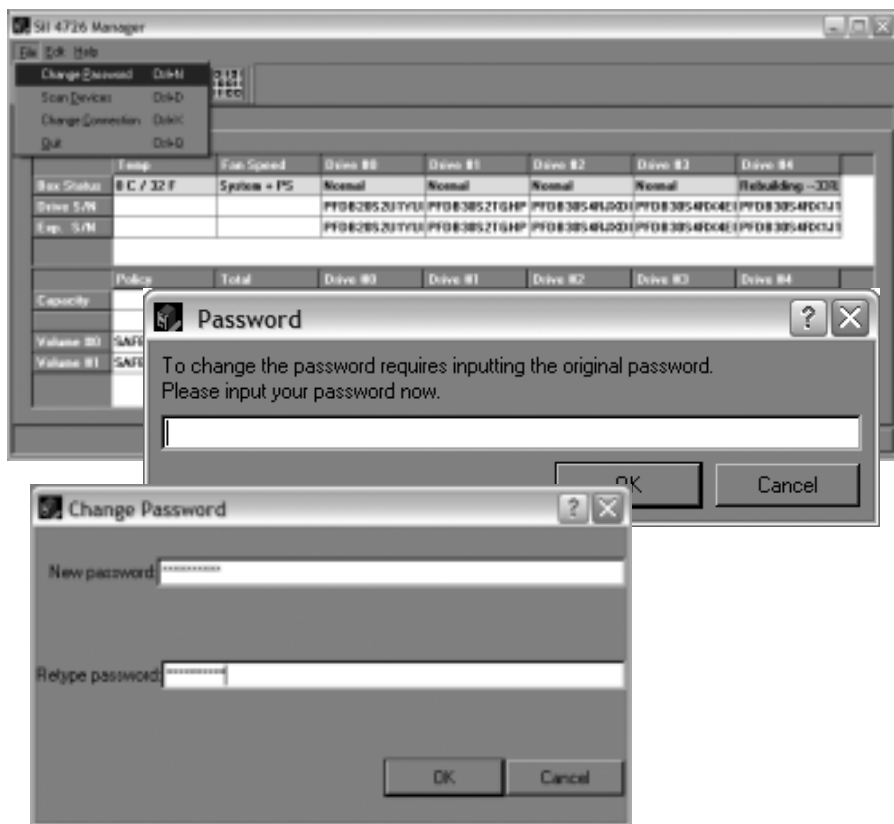 SiI 4726 Manager
File Edit Help
Change Password Ctrl+N
Scan Devices Ctrl+D
Change Connection Ctrl+K
Quit Ctrl+Q
Temp Fan Speed Drive #0 Drive #1 Drive #2 Drive #3 Drive #4
Box Status 0 C / 32 F System + PS Normal Normal Normal Normal Rebuilding
Drive S/N
Exp. S/N
Policy Total Drive #0 Drive #1 Drive #2 Drive #3 Drive #4
Capacity
Volume #0 SAFE
Volume #1 SAFE
Password
To change the password requires inputting the original password.
Please input your password now.
OK Cancel
Change Password
New password:
Retype password:
OK Cancel